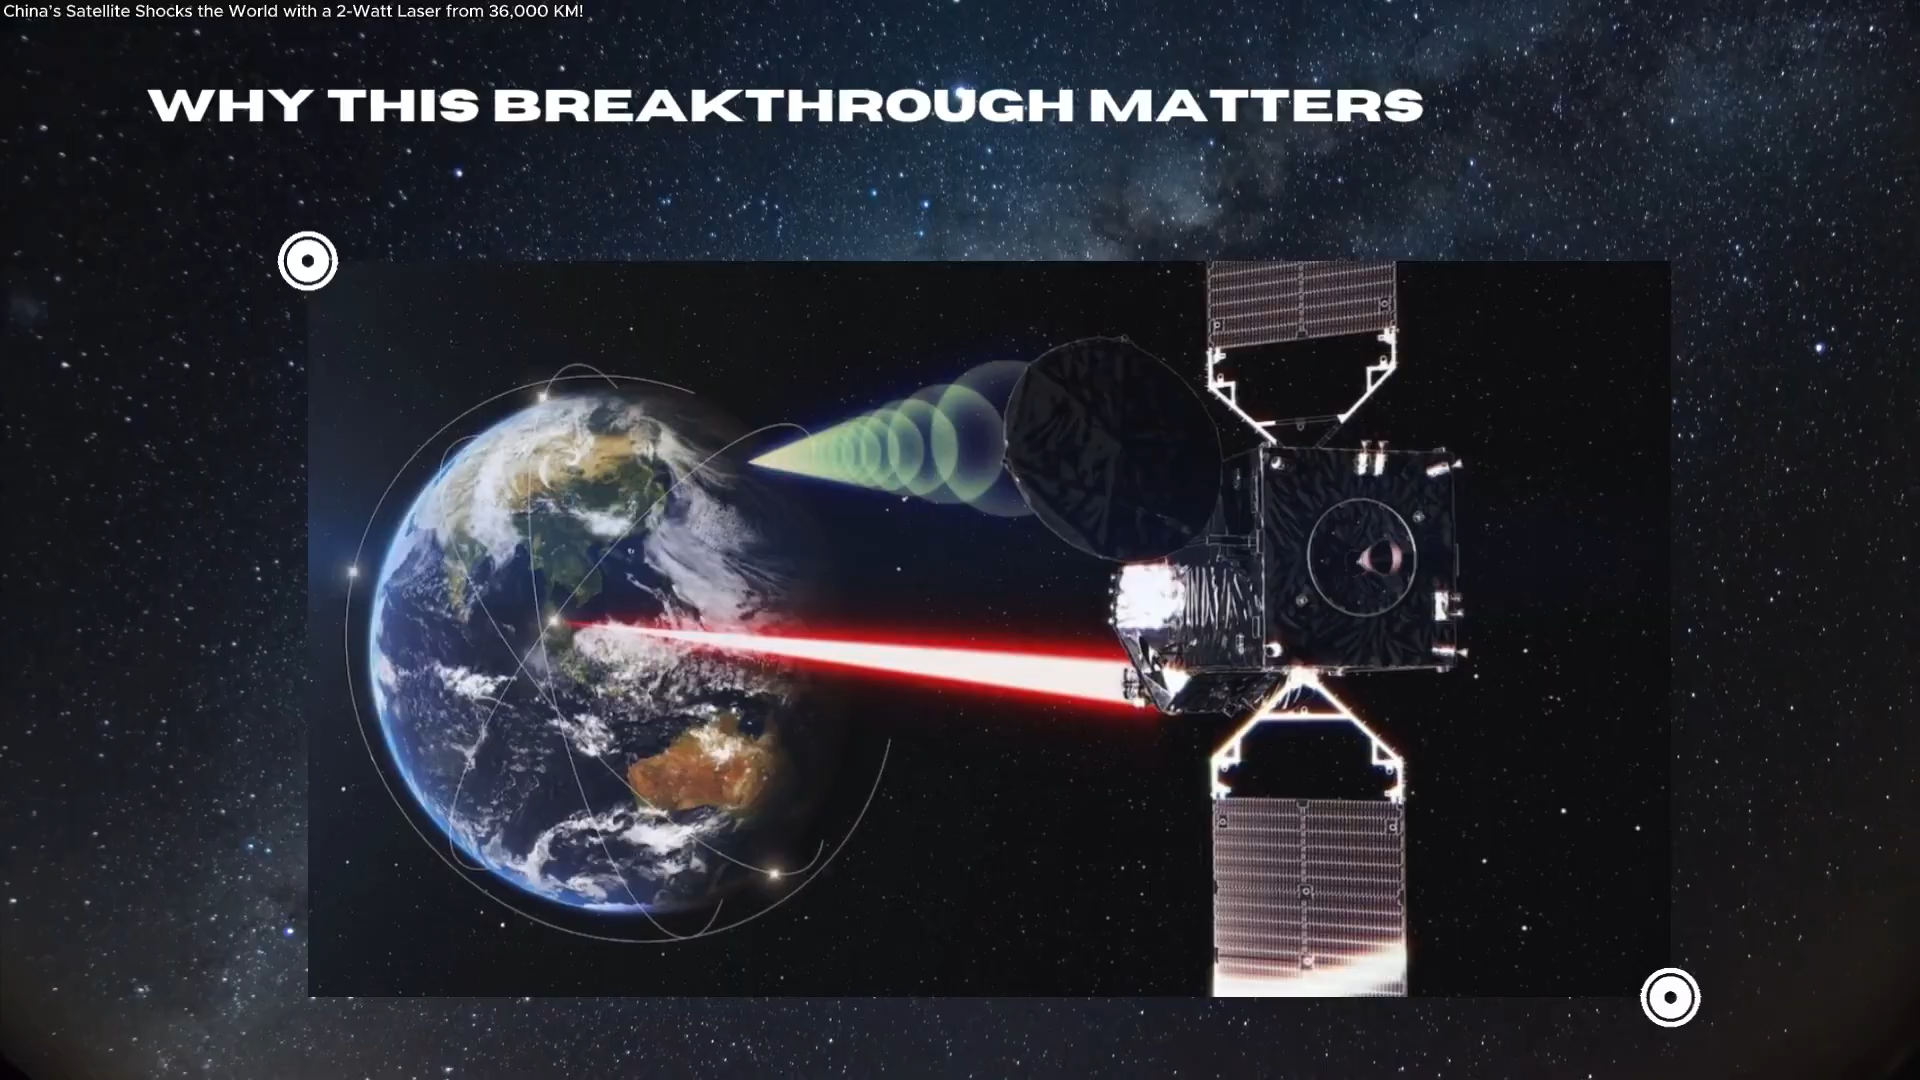 China’s Satellite Shocks the World with a 2-Watt Laser from 36,000 KM!
WHY THIS BREAKTHROUGH MATTERS